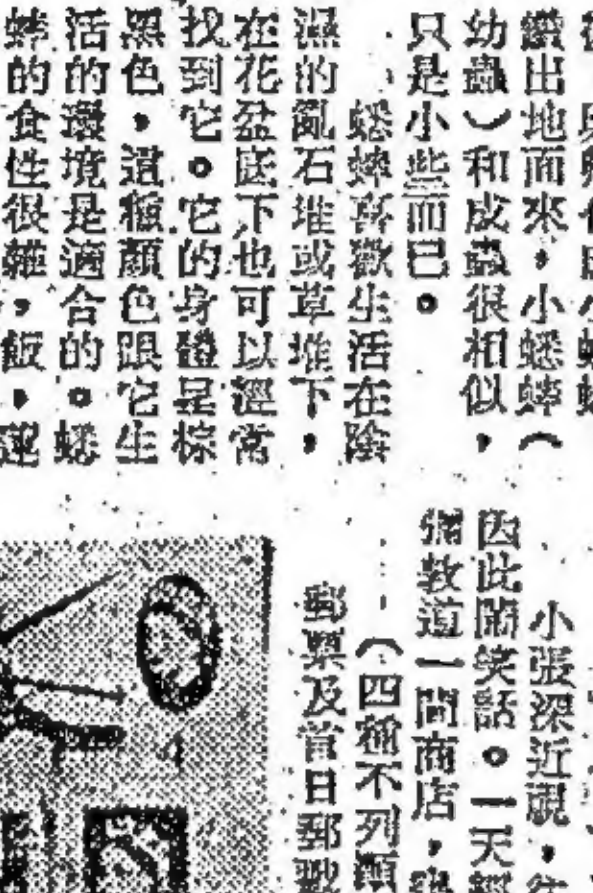 鑽出地面來，小蟋蟀（
幼蟲）和成蟲很相似，
只是小些而已。
蟋蟀喜歡生活在陰
濕的亂石堆或草堆下，
在花盆底下也可以經常
找到它。它的身體是棕
黑色，這種顏色跟它生
活的環境是適合的。蟋
蟀的食性很雜，飯，
小張深近視，
因此鬧笑話。一天
一間商店，
（四種不列顛
郵票及首日郵